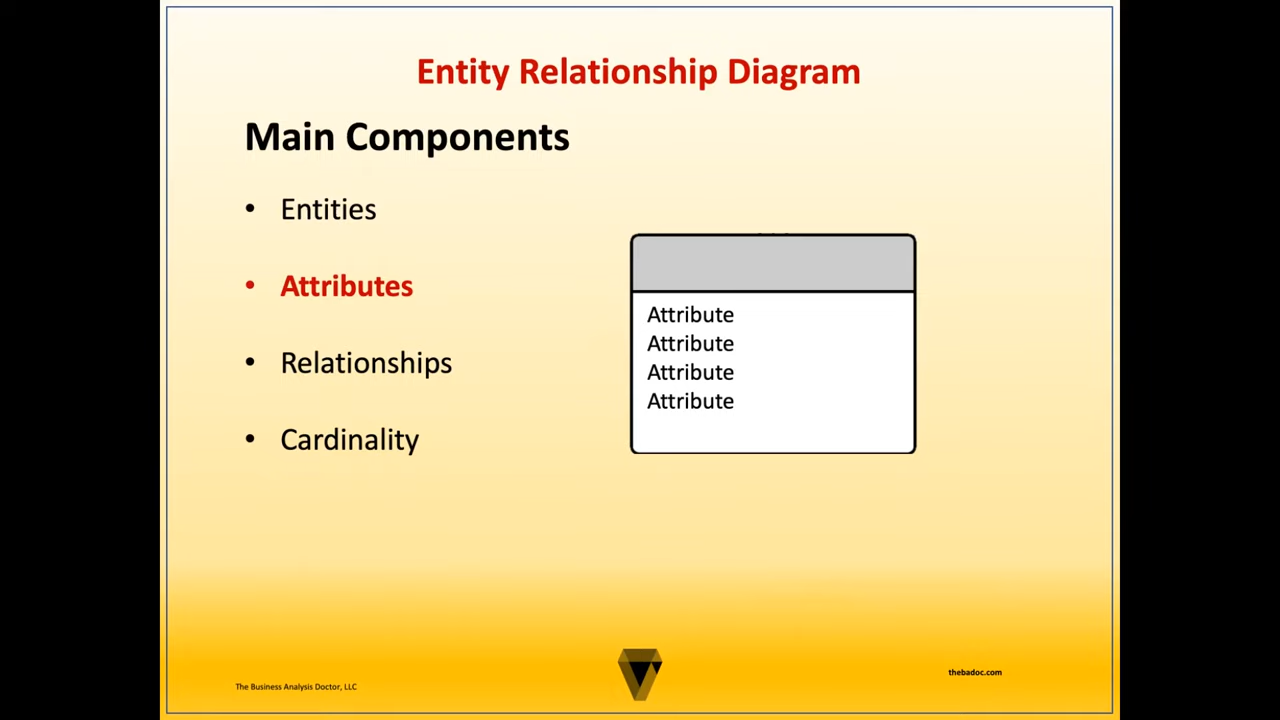 Entity Relationship Diagram
Main Components
• Entities
• Attributes
• Relationships
• Cardinality
Attribute
Attribute
Attribute
Attribute
The Business Analysis Doctor, LLC
thebadoc.com